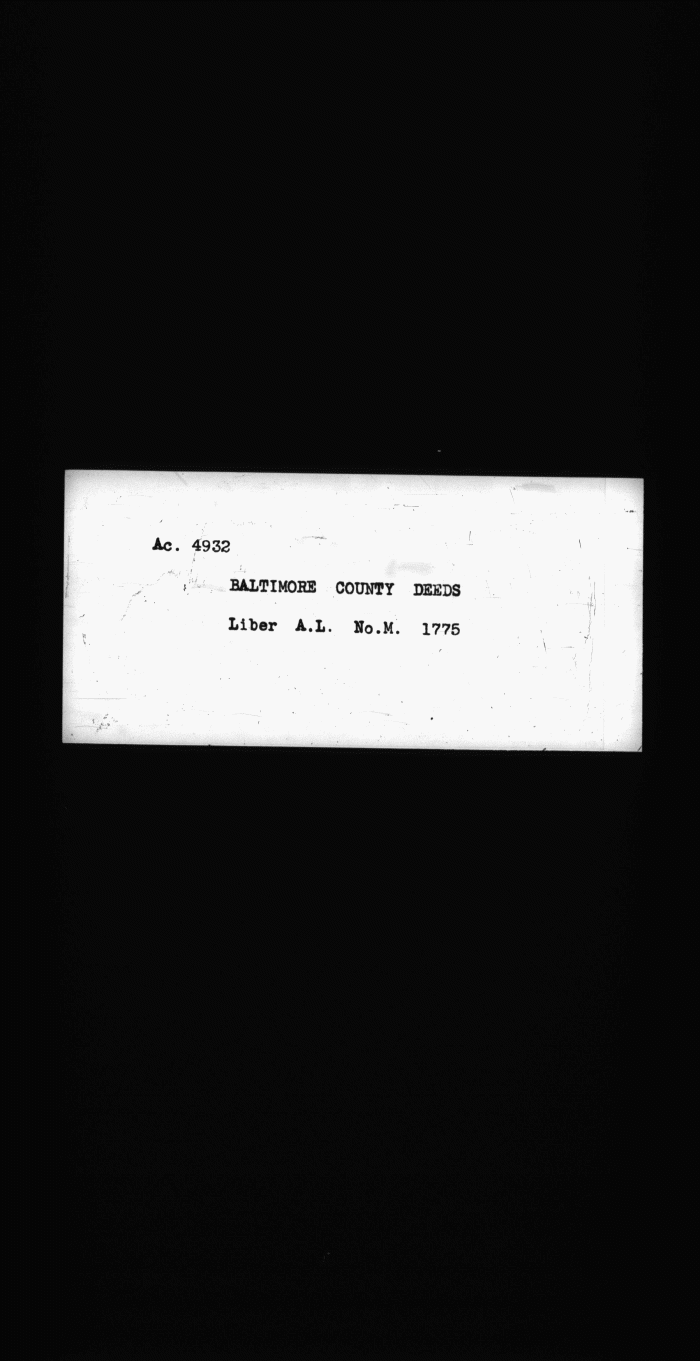 Ac. 4932
BALTIMORE COUNTY DEEDS
Liber A.L. No.M. 1775